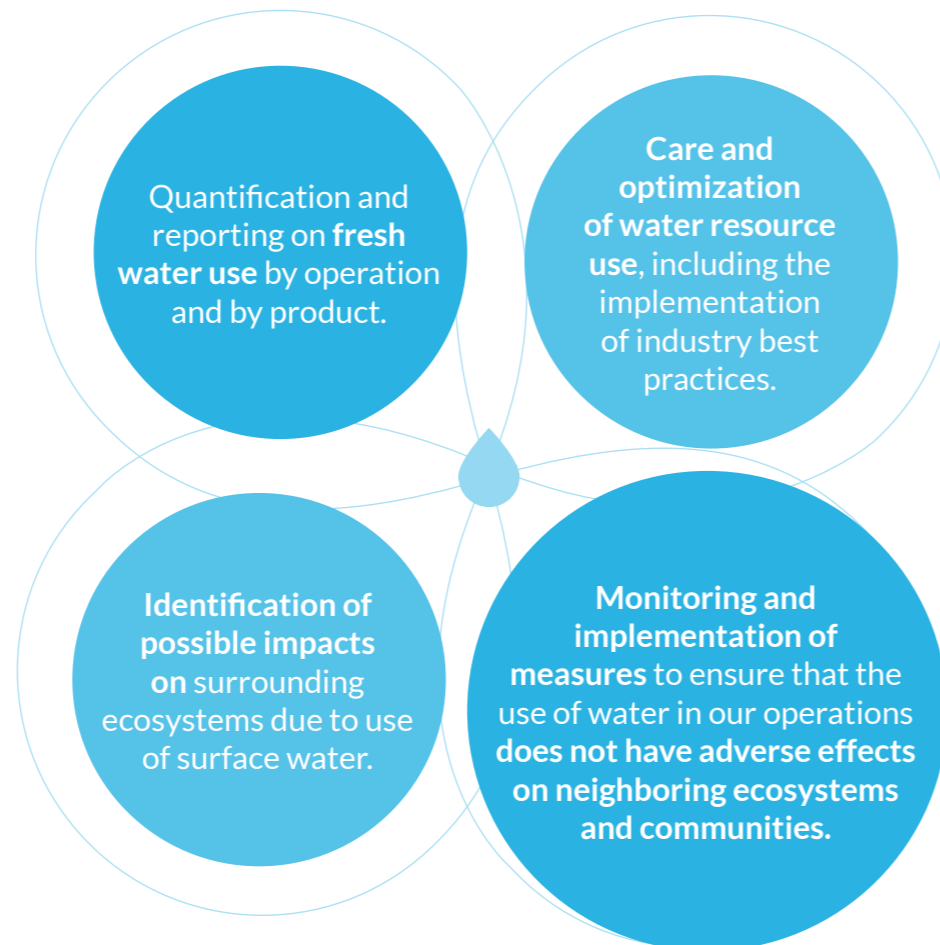 Quantification and
reporting on fresh
water use by operation
and by product.
Care and
optimization
of water resource
use, including the
implementation
of industry best
practices.
Identification of
possible impacts
on surrounding
ecosystems due to use
of surface water.
Monitoring and
implementation of
measures to ensure that the
use of water in our operations
does not have adverse effects
on neighboring ecosystems
and communities.